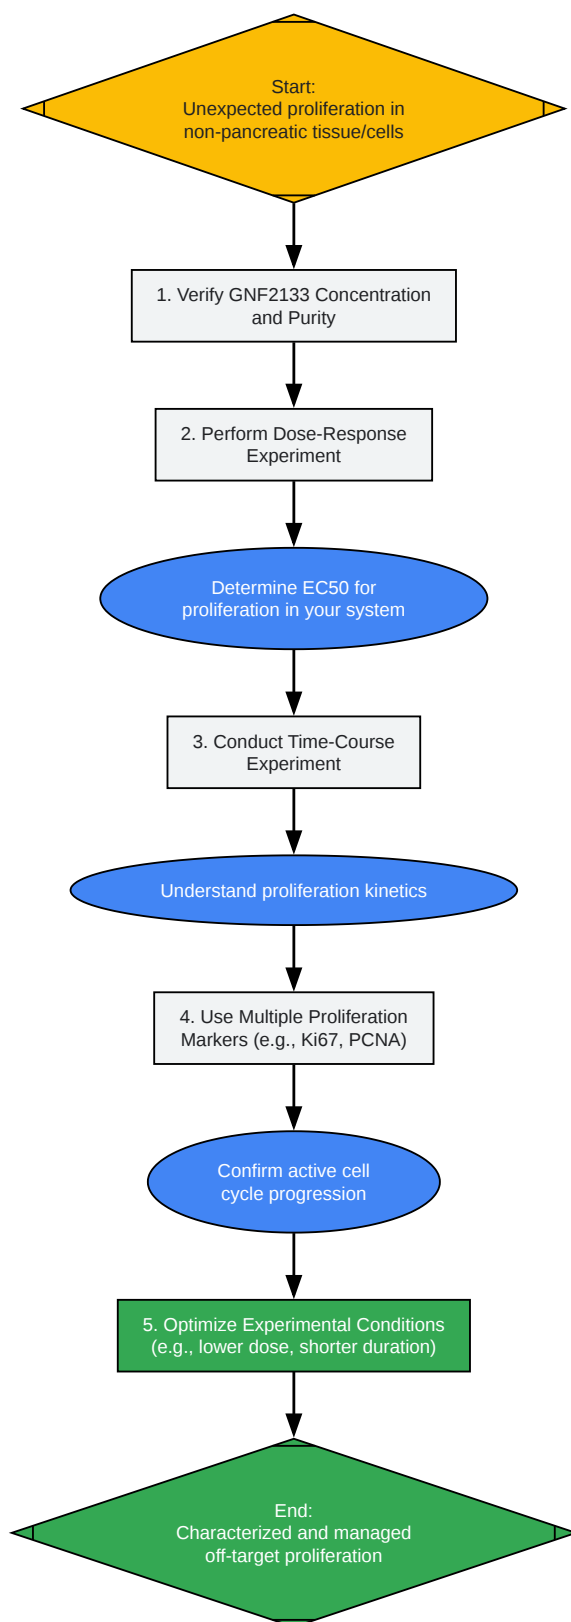 Start:
Unexpected proliferation in
non-pancreatic tissue/cells
1. Verify GNF2133 Concentration
and Purity
2. Perform Dose-Response
Experiment
Determine EC50 for
proliferation in your system
3. Conduct Time-Course
Experiment
Understand proliferation kinetics
4. Use Multiple Proliferation
Markers (e.g., Ki67, PCNA)
Confirm active cell
cycle progression
5. Optimize Experimental Conditions
(e.g., lower dose, shorter duration)
End:
Characterized and managed
off-target proliferation